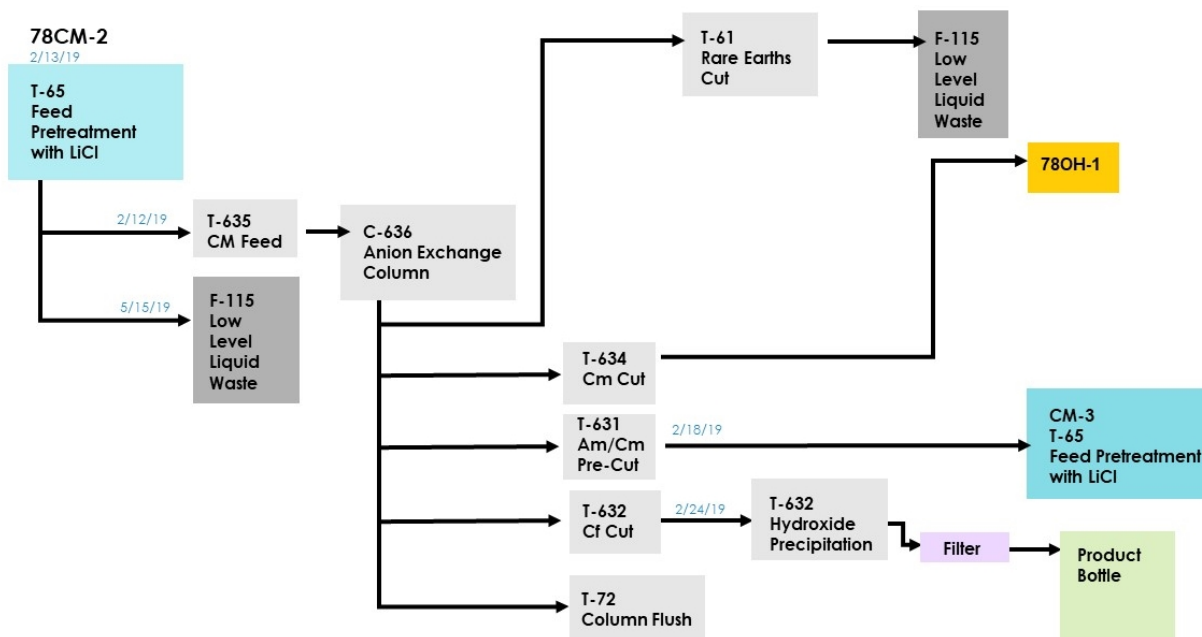 78CM-2
2/13/19
T-65
Feed
Pretreatment
with LiCl
2/12/19
T-635
CM Feed
5/15/19
F-115
Low
Level
Liquid
Waste
C-636
Anion Exchange
Column
T-61
Rare Earths
Cut
F-115
Low
Level
Liquid
Waste
78OH-1
T-634
Cm Cut
T-631
Am/Cm
Pre-Cut
2/18/19
CM-3
T-65
Feed Pretreatment
with LiCl
T-632
Cf Cut
2/24/19
T-632
Hydroxide
Precipitation
Filter
Product
Bottle
T-72
Column Flush